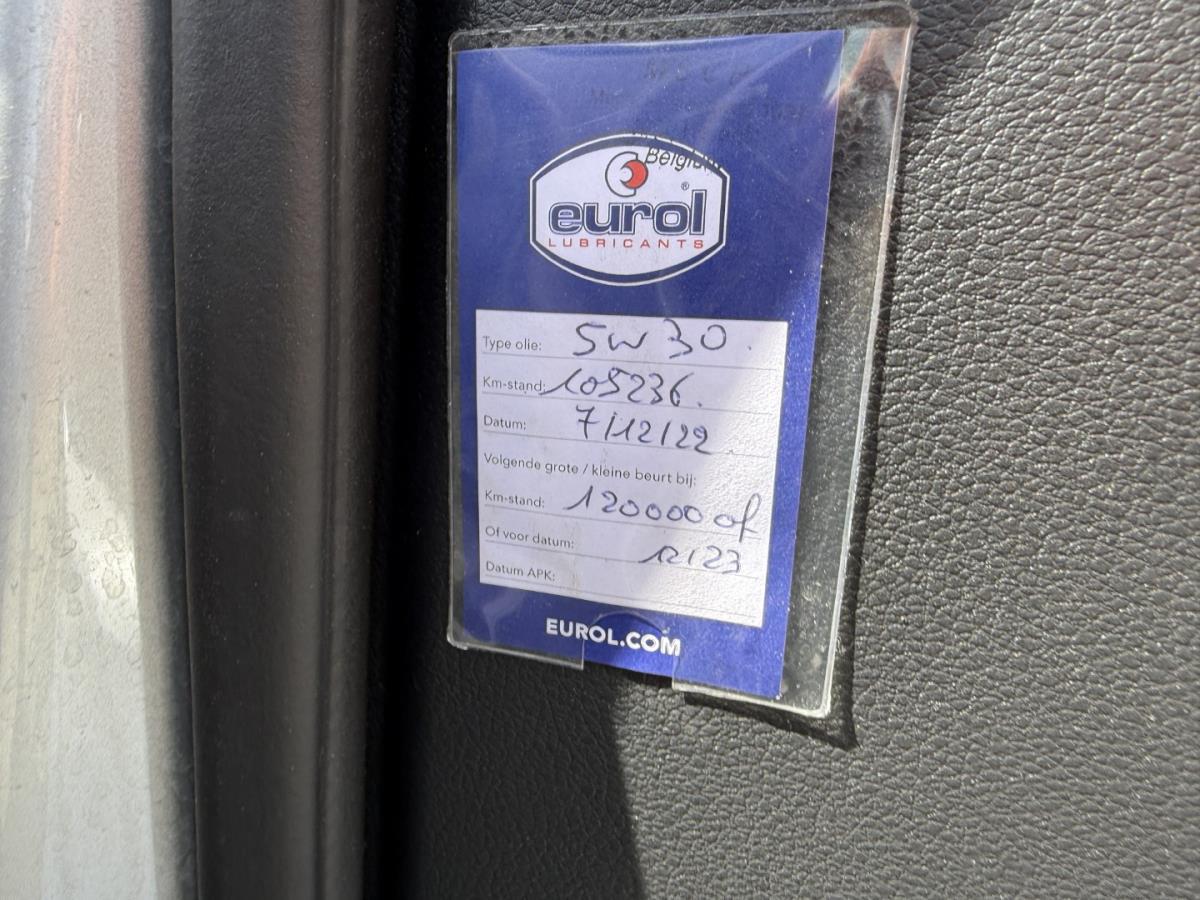 Belgium
eurol®
LUBRICANTS
Type olie: 5W30.
Km-stand: 105236.
Datum: 7/12/22
Volgende grote / kleine beurt bij:
Km-stand: 120000 of
Of voor datum: 12/23
Datum APK:
EUROL.COM